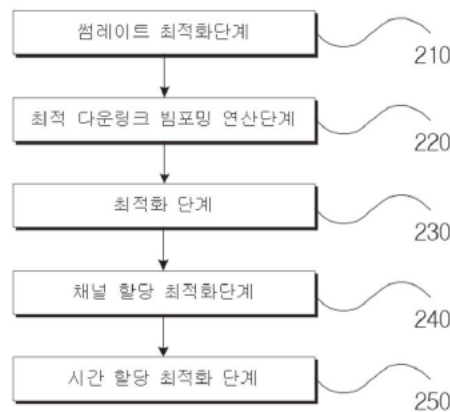 썸레이트 최적화단계
210
최적 다운링크 빔포밍 연산단계
220
최적화 단계
230
채널 할당 최적화단계
240
시간 할당 최적화 단계
250